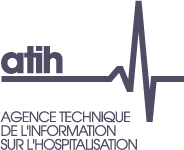 atih
AGENCE TECHNIQUE
DE L'INFORMATION
SUR L'HOSPITALISATION